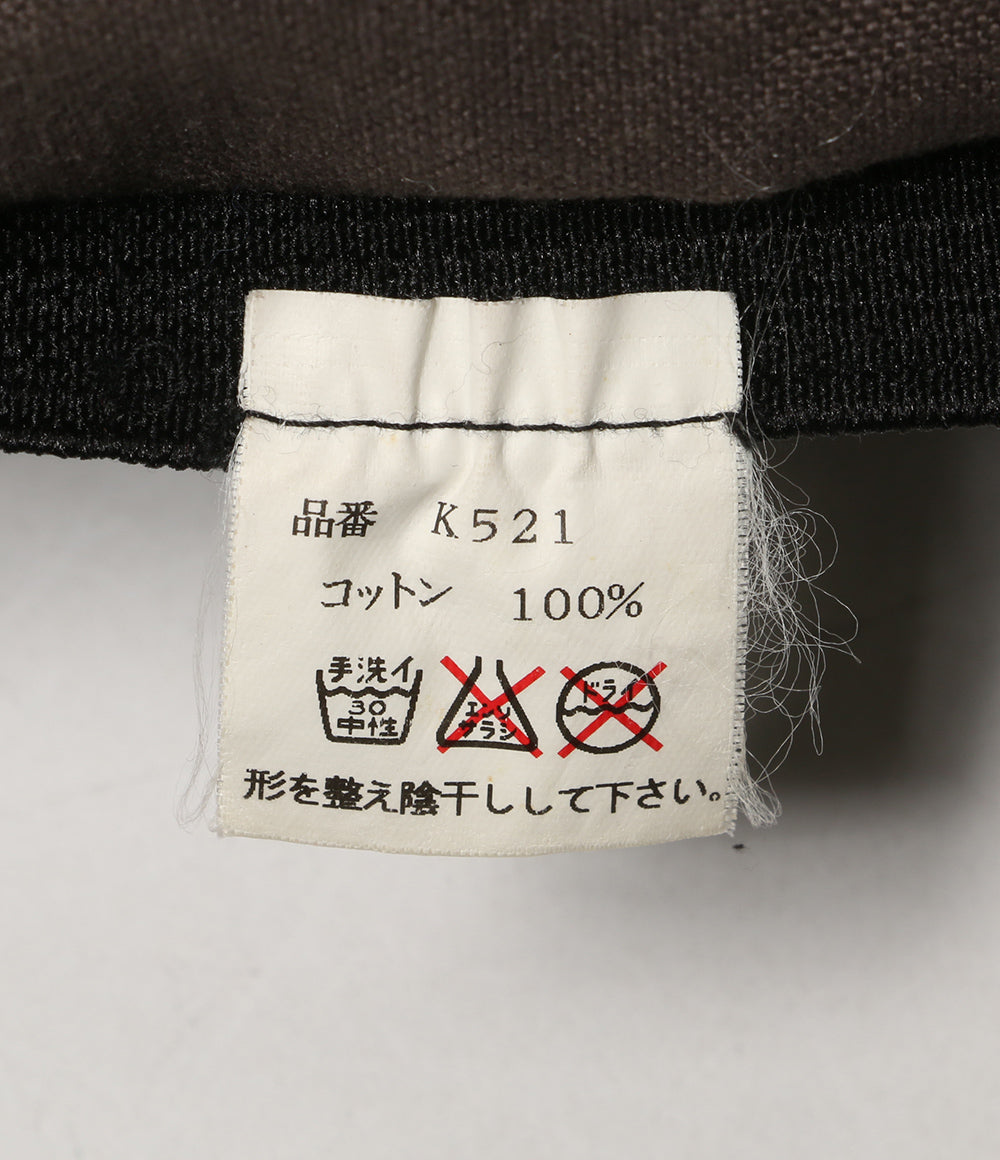 品番 K521
コットン 100%
手洗イ
30
中性
エンソ
サラシ
ドライ
形を整え陰干しして下さい。